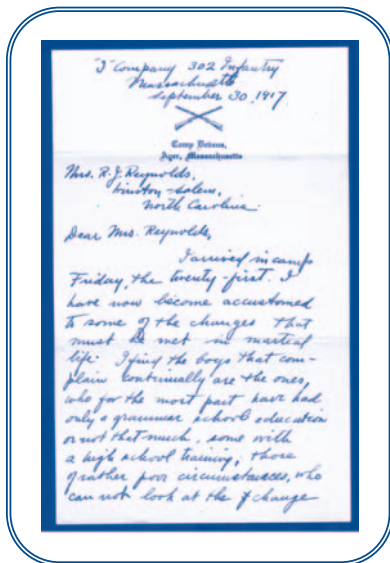 "I" Company 302 Infantry
Massachusetts
September 30, 1917.
Camp Devens,
Ayer, Massachusetts
Mrs. R. J. Reynolds,
Winston-Salem,
North Carolina.
Dear Mrs. Reynolds,
I arrived in camp
Friday, the twenty-first. I
have now become accustomed
to some of the changes that
must be met in martial
life. I find the boys that com-
plain continually are the ones,
who for the most part have had
only a grammar school education
or not that much, some with
a high school training, those
of rather poor circumstances, who
can not look at the change